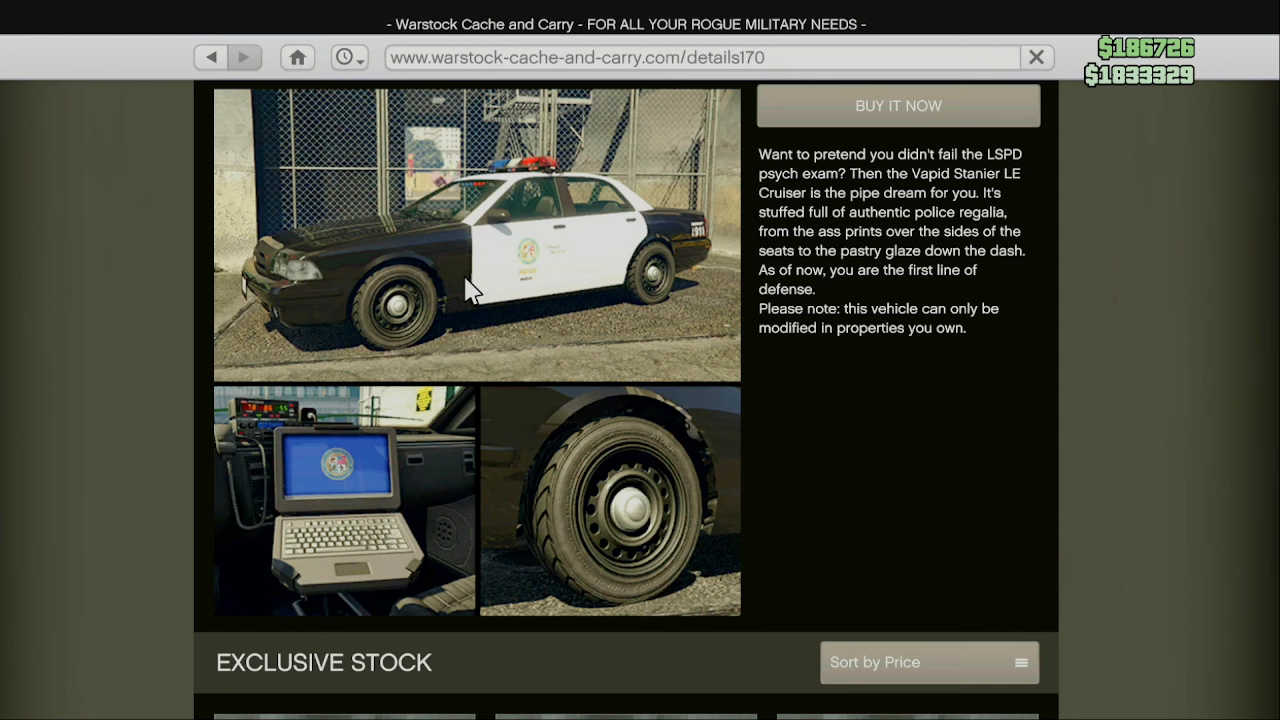 - Warstock Cache and Carry - FOR ALL YOUR ROGUE MILITARY NEEDS -
www.warstock-cache-and-carry.com/details170
$186726
$1833329
BUY IT NOW
Want to pretend you didn't fail the LSPD
psych exam? Then the Vapid Stanier LE
Cruiser is the pipe dream for you. It's
stuffed full of authentic police regalia,
from the ass prints over the sides of the
seats to the pastry glaze down the dash.
As of now, you are the first line of
defense.
Please note: this vehicle can only be
modified in properties you own.
911
EXCLUSIVE STOCK
Sort by Price